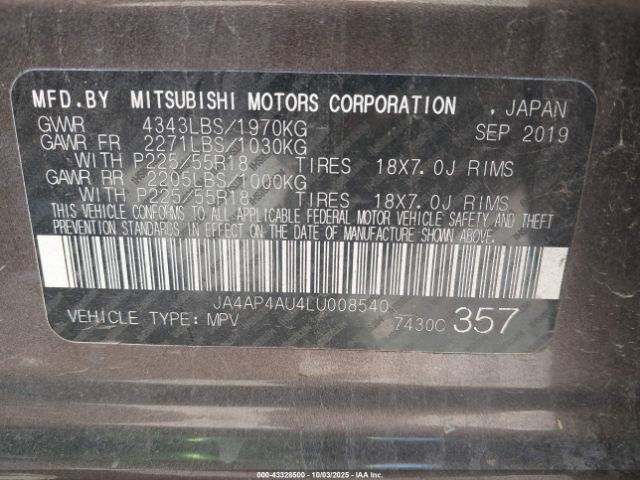 MFD.BY MITSUBISHI MOTORS CORPORATION , JAPAN
GVWR 4343LBS/1970KG SEP 2019
GAWR FR 2271LBS/1030KG
WITH P225/55R18 TIRES 18X7.0J RIMS
GAWR RR 2205LBS/1000KG
WITH P225/55R18 TIRES 18X7.0J RIMS
THIS VEHICLE CONFORMS TO ALL APPLICABLE FEDERAL MOTOR VEHICLE SAFETY AND THEFT
PREVENTION STANDARDS IN EFFECT ON THE DATE OF MANUFACTURE SHOWN ABOVE.
JA4AP4AU4LU008540
VEHICLE TYPE: MPV 7430C 357
000-43328500 10/03/2025 IAAI.COM